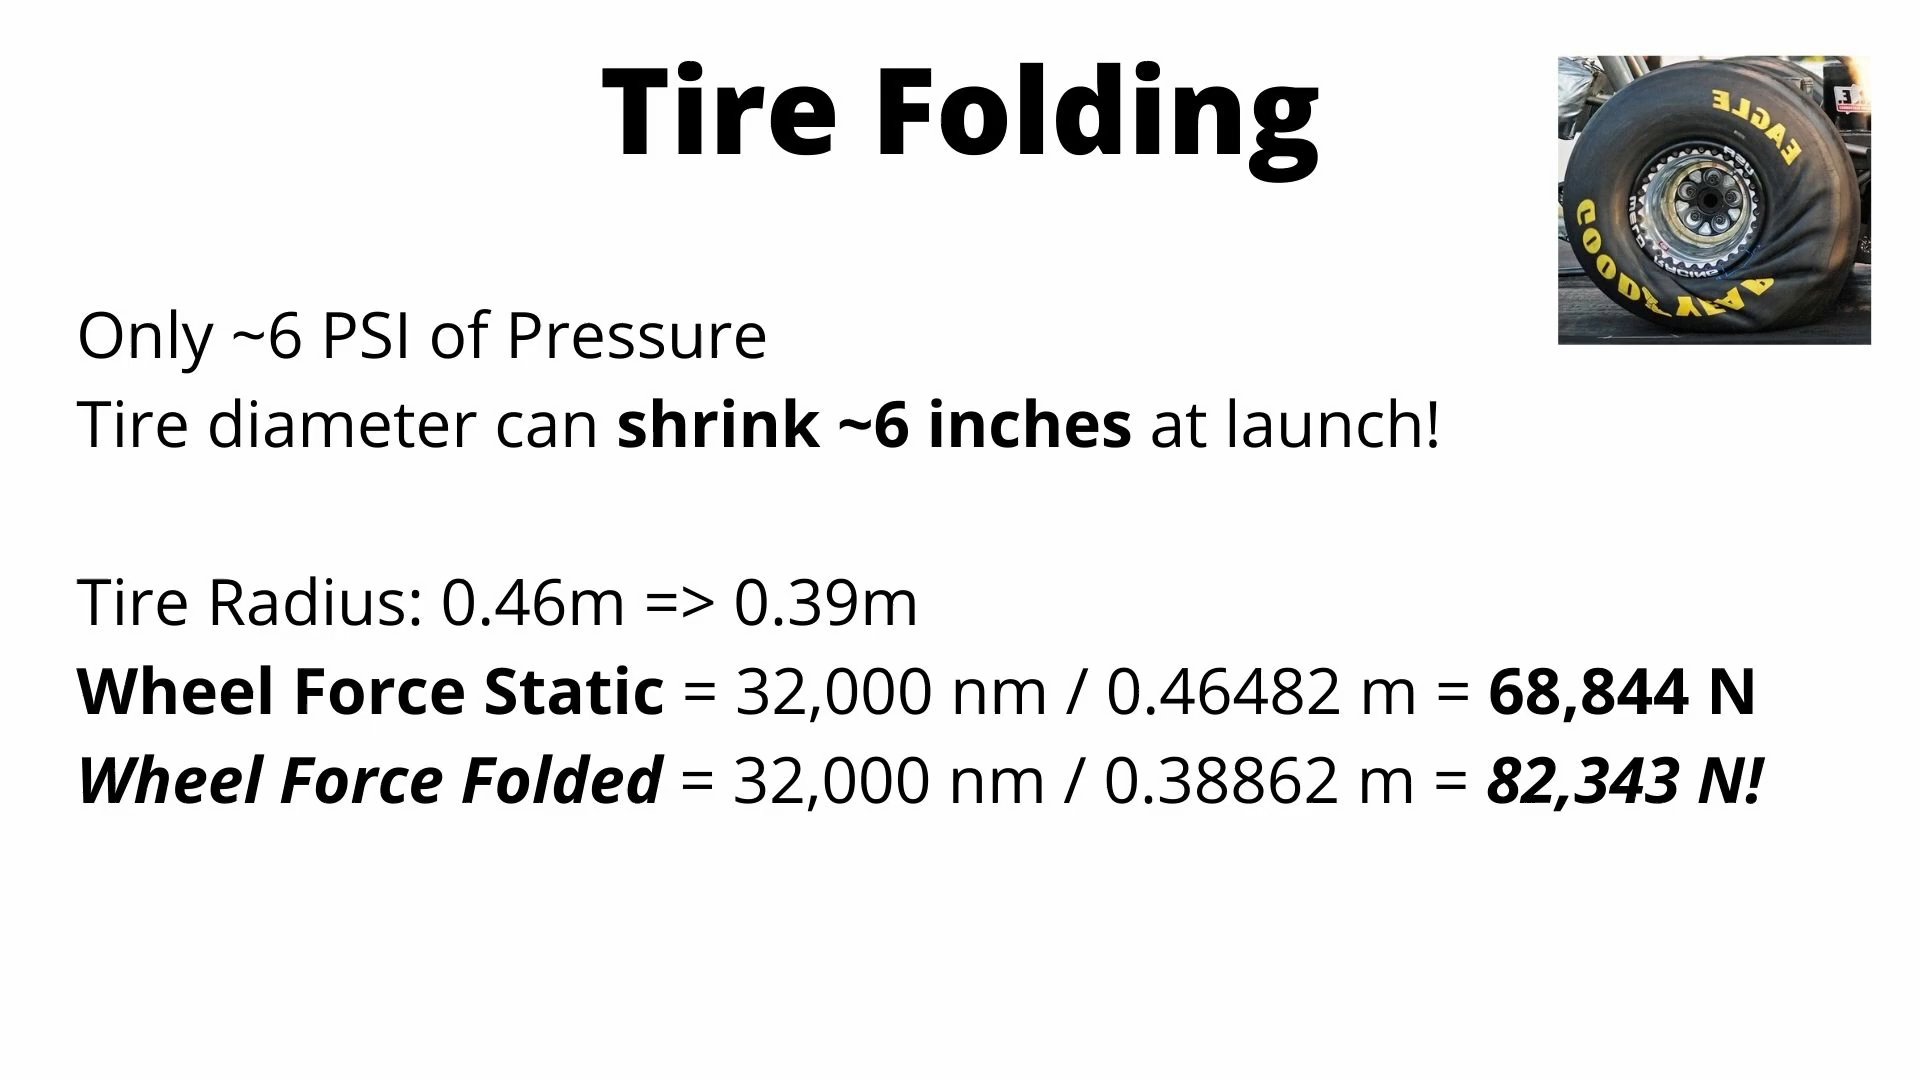 Tire Folding
EAGLE
GOOD
Only ~6 PSI of Pressure
Tire diameter can shrink ~6 inches at launch!
Tire Radius: 0.46m => 0.39m
Wheel Force Static = 32,000 nm / 0.46482 m = 68,844 N
Wheel Force Folded = 32,000 nm / 0.38862 m = 82,343 N!